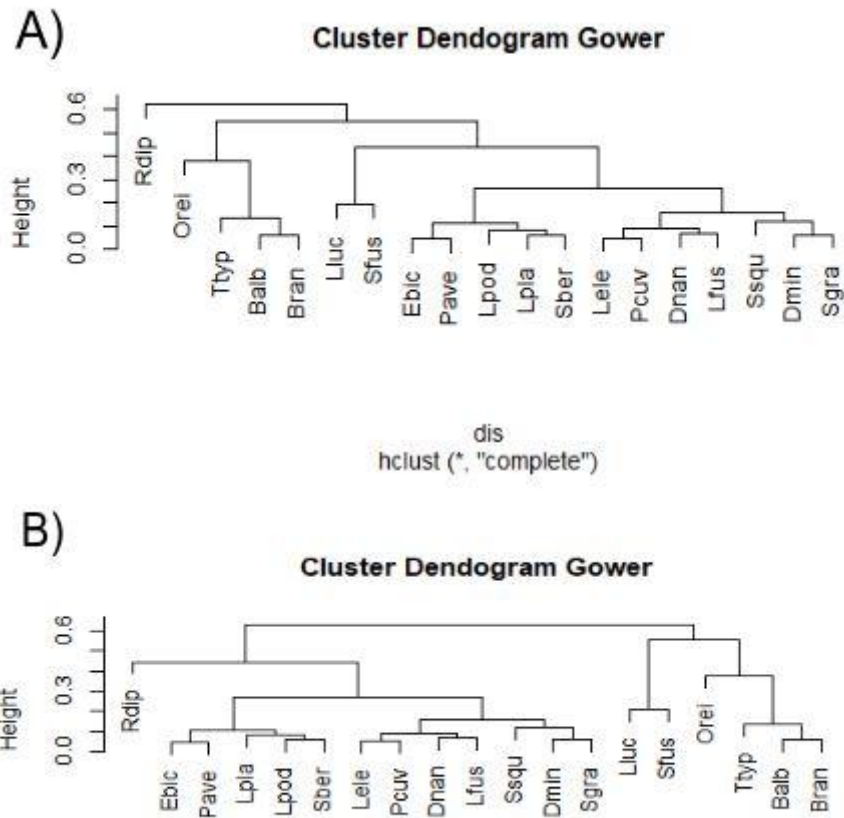 A)
Cluster Dendogram Gower
Height
0.0 0.3 0.6
Rdip
Orei
Ttyp
Balb
Bran
Lluc
Sfus
Ebic
Pave
Lpod
Lpla
Sber
Lele
Pcuv
Dnan
Lfus
Ssqu
Dmin
Sgra
dis
hclust (*, "complete")
B)
Cluster Dendogram Gower
Height
0.0 0.3 0.6
Rdip
Ebic
Pave
Lpla
Lpod
Sber
Lele
Pcuv
Dnan
Lfus
Ssqu
Dmin
Sgra
Lluc
Sfus
Orei
Ttyp
Balb
Bran